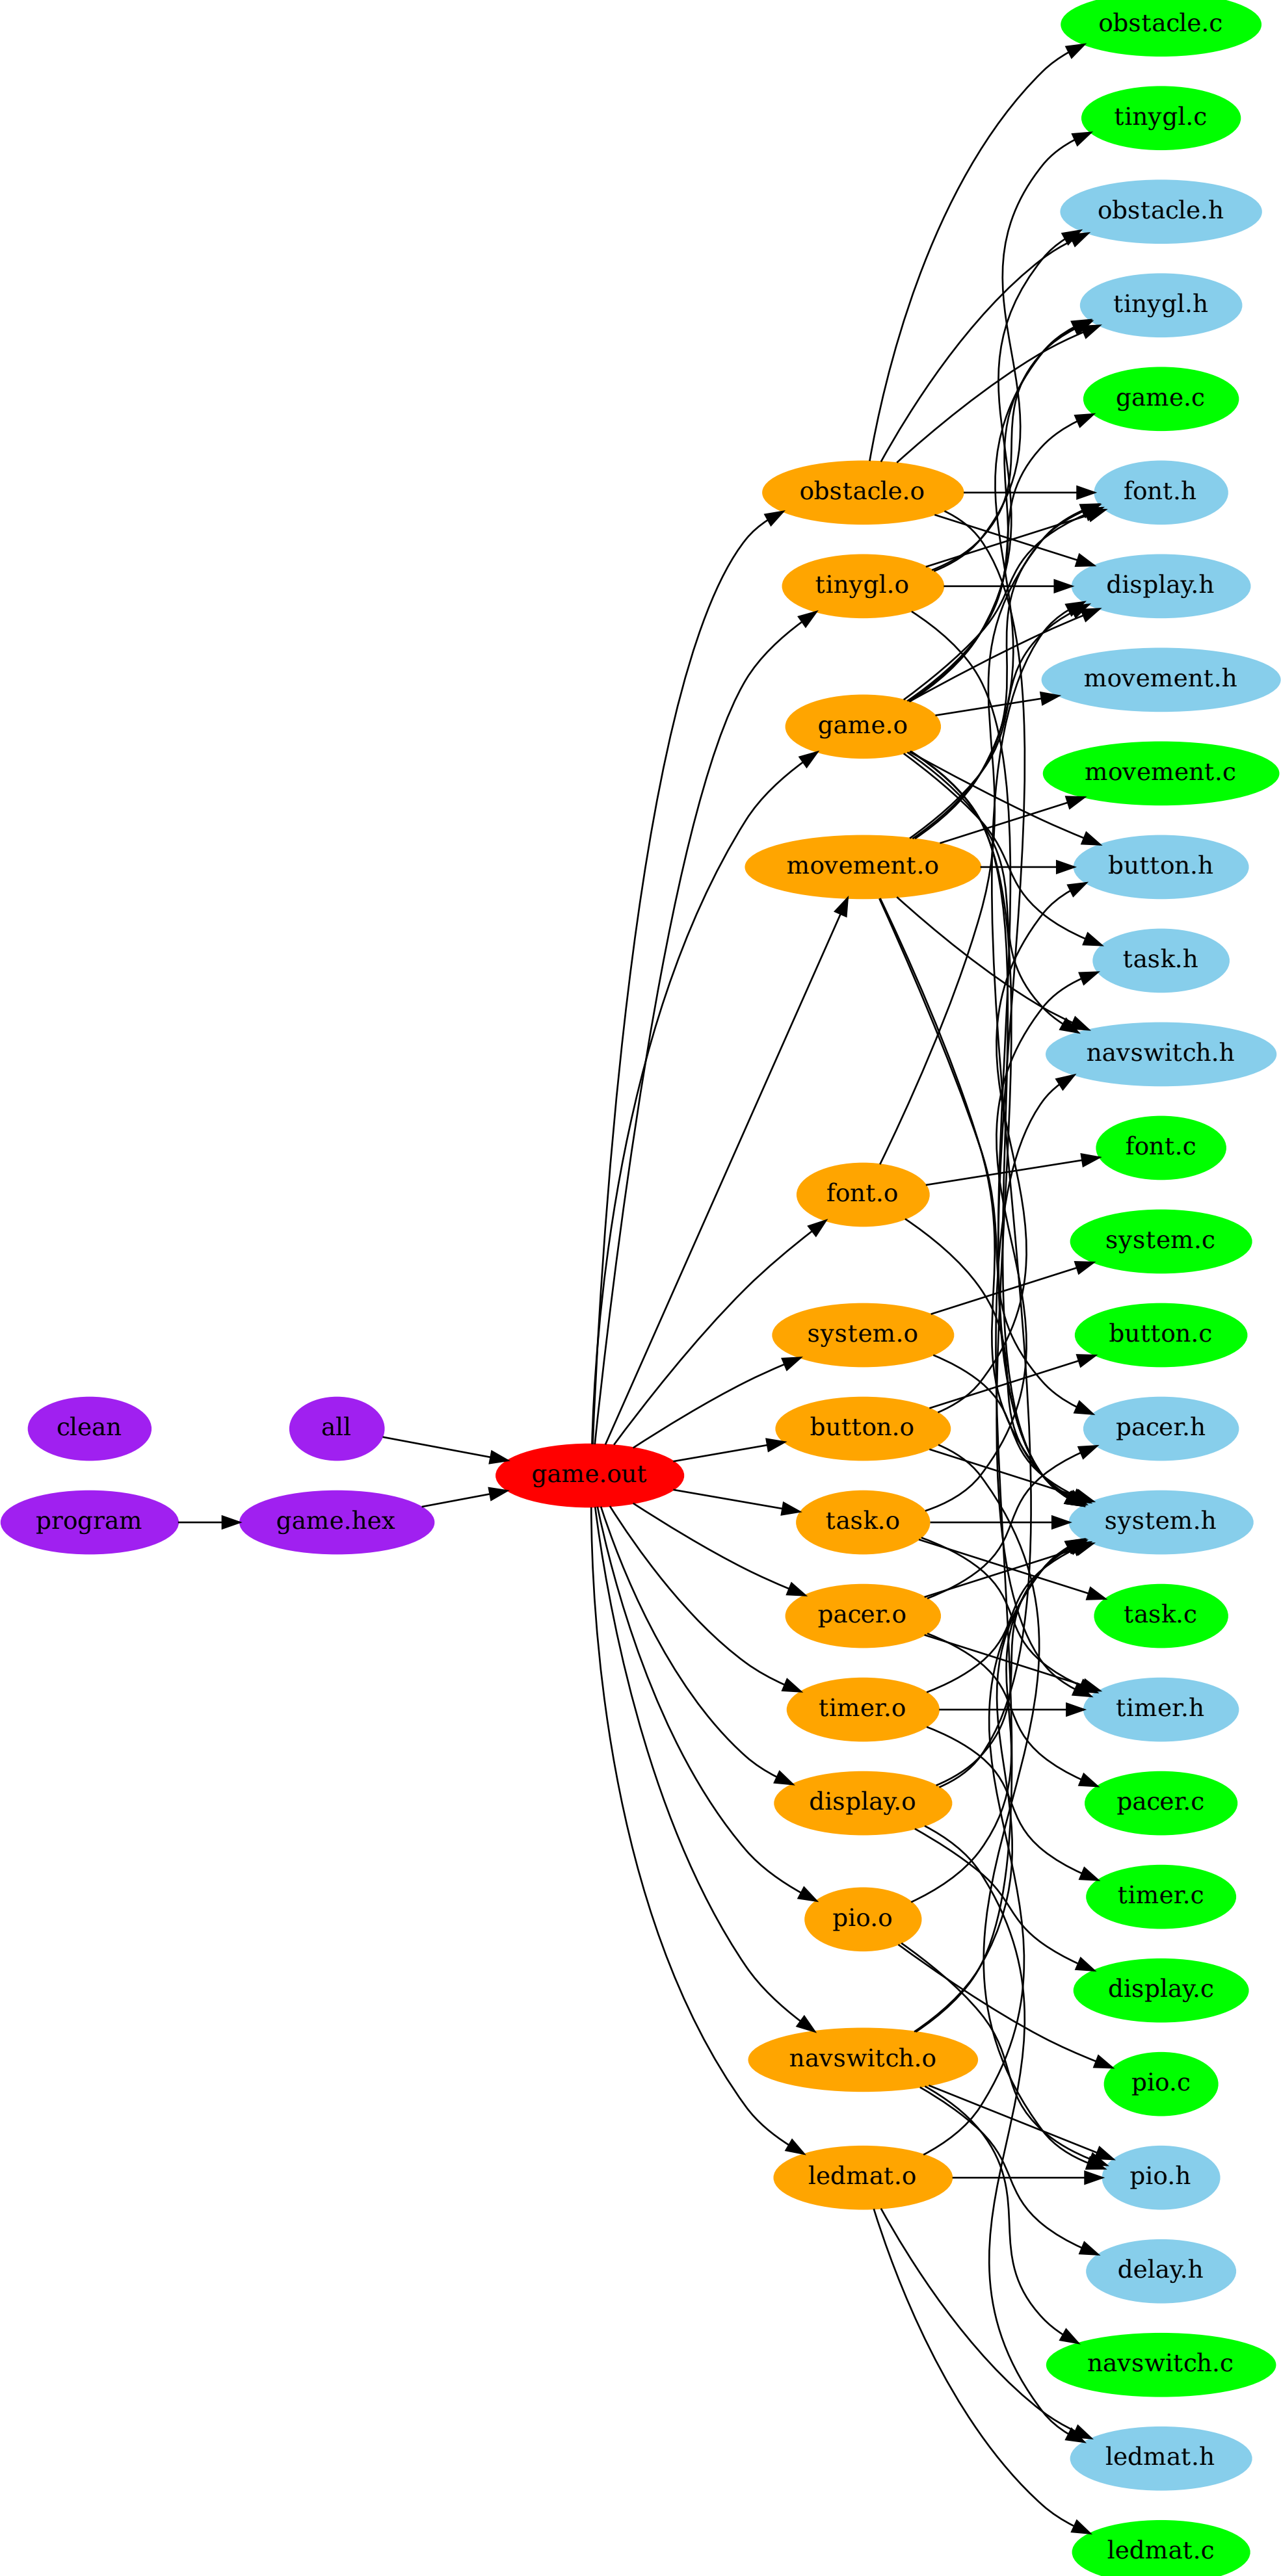 clean
program
all
game.hex
game.out
obstacle.o
tinygl.o
game.o
movement.o
font.o
system.o
button.o
task.o
pacer.o
timer.o
display.o
pio.o
navswitch.o
ledmat.o
obstacle.c
tinygl.c
obstacle.h
tinygl.h
game.c
font.h
display.h
movement.h
movement.c
button.h
task.h
navswitch.h
font.c
system.c
button.c
pacer.h
system.h
task.c
timer.h
pacer.c
timer.c
display.c
pio.c
pio.h
delay.h
navswitch.c
ledmat.h
ledmat.c